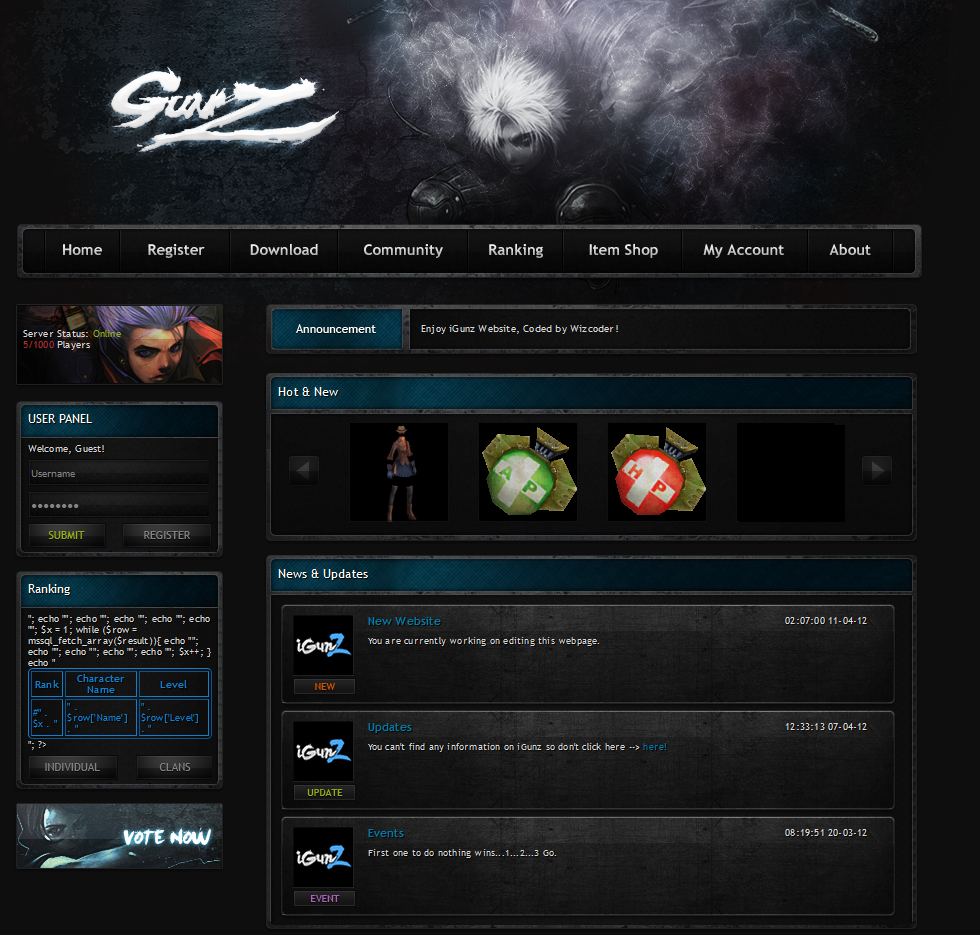 GunZ
Home Register Download Community Ranking Item Shop My Account About
Server Status: Online
5/1000 Players
Announcement
Enjoy iGunz Website, Coded by Wizcoder!
USER PANEL
Welcome, Guest!
Username
••••••••
SUBMIT REGISTER
Hot & New
AP
HP
Ranking
"; echo ""; echo ""; echo ""; echo ""; echo
""; $x = 1; while ($row =
mssql_fetch_array($result)){ echo "";
echo ""; echo ""; echo ""; echo ""; $x++; }
echo "
Rank Character Name Level
#" . $x . " " . $row['Name'] . " " . $row['Level'] . "
"; ?>
INDIVIDUAL CLANS
VOTE NOW
News & Updates
iGunZ
NEW
New Website
02:07:00 11-04-12
You are currently working on editing this webpage.
iGunZ
UPDATE
Updates
12:33:13 07-04-12
You can't find any information on iGunz so don't click here --> here!
iGunZ
EVENT
Events
08:19:51 20-03-12
First one to do nothing wins...1...2...3 Go.